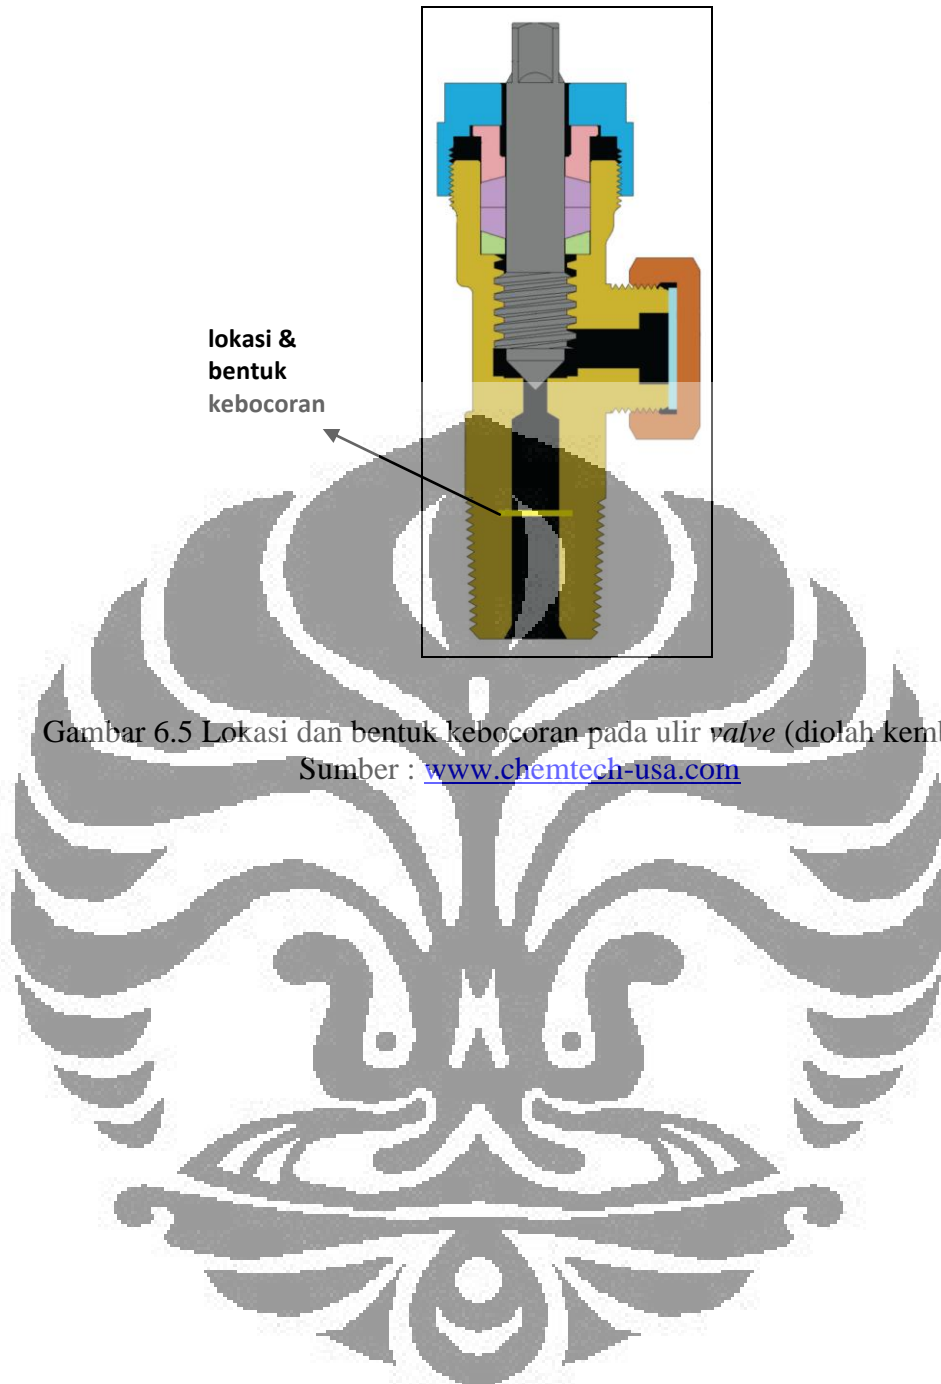 lokasi &
bentuk
kebocoran
Gambar 6.5 Lokasi dan bentuk kebocoran pada ulir valve (diolah kemb
Sumber : www.chemtech-usa.com